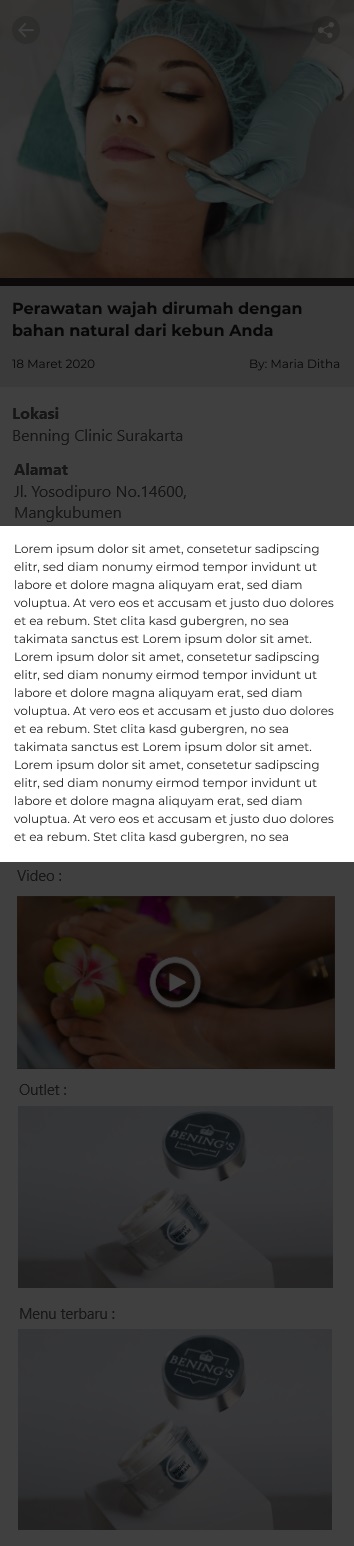 Perawatan wajah dirumah dengan
bahan natural dari kebun Anda
18 Maret 2020 By: Maria Ditha
Lokasi
Benning Clinic Surakarta
Alamat
Jl. Yosodipuro No.14600,
Mangkubumen
Lorem ipsum dolor sit amet, consetetur sadipscing
elitr, sed diam nonumy eirmod tempor invidunt ut
labore et dolore magna aliquyam erat, sed diam
voluptua. At vero eos et accusam et justo duo dolores
et ea rebum. Stet clita kasd gubergren, no sea
takimata sanctus est Lorem ipsum dolor sit amet.
Lorem ipsum dolor sit amet, consetetur sadipscing
elitr, sed diam nonumy eirmod tempor invidunt ut
labore et dolore magna aliquyam erat, sed diam
voluptua. At vero eos et accusam et justo duo dolores
et ea rebum. Stet clita kasd gubergren, no sea
takimata sanctus est Lorem ipsum dolor sit amet.
Lorem ipsum dolor sit amet, consetetur sadipscing
elitr, sed diam nonumy eirmod tempor invidunt ut
labore et dolore magna aliquyam erat, sed diam
voluptua. At vero eos et accusam et justo duo dolores
et ea rebum. Stet clita kasd gubergren, no sea
Video :
Outlet :
BENING'S
Menu terbaru :
BENING'S